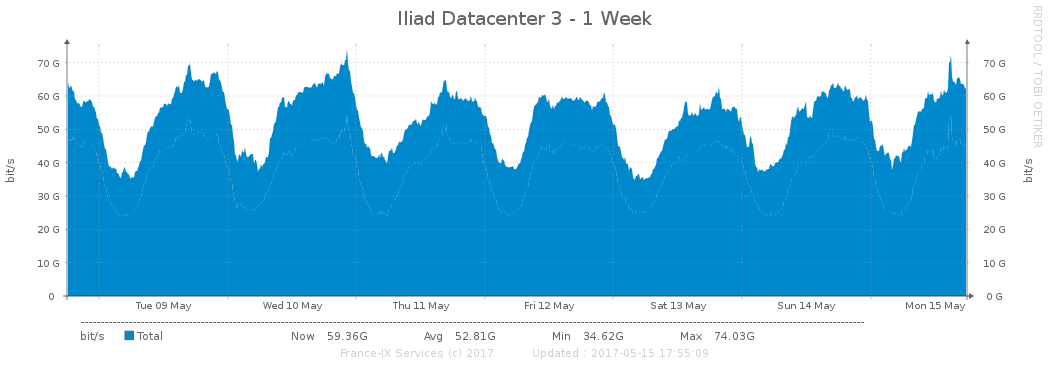 Iliad Datacenter 3 - 1 Week
RRDTOOL / TOBI OETIKER
bit/s
70 G 70 G
60 G 60 G
50 G 50 G
40 G 40 G
30 G 30 G
20 G 20 G
10 G 10 G
0 0 G
bit/s
Tue 09 May Wed 10 May Thu 11 May Fri 12 May Sat 13 May Sun 14 May Mon 15 May
bit/s Total Now 59.36G Avg 52.81G Min 34.62G Max 74.03G
France-IX Services (c) 2017 Updated : 2017-05-15 17:55:09